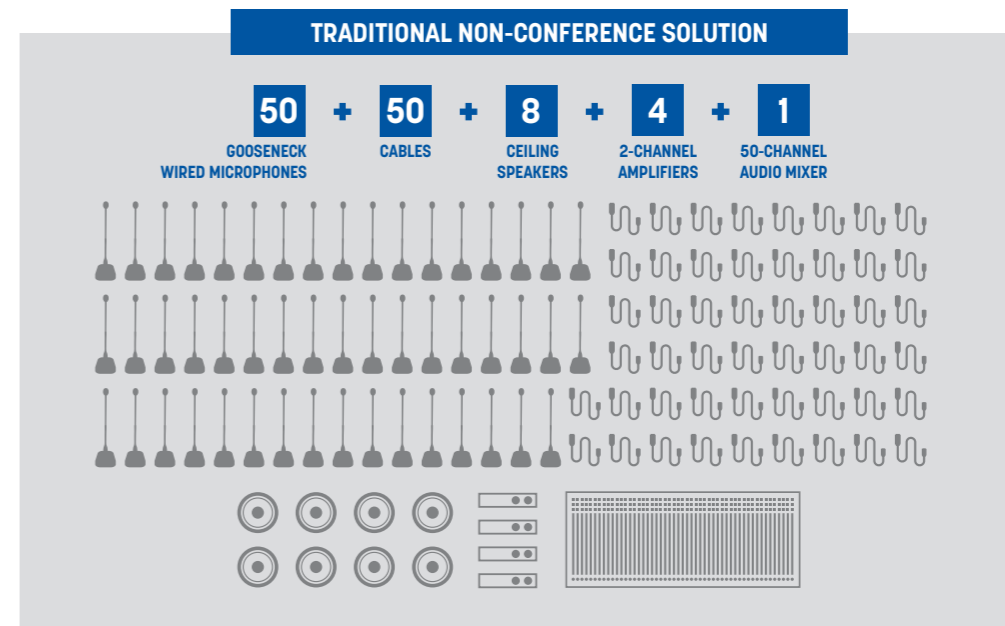 TRADITIONAL NON-CONFERENCE SOLUTION
50 + 50 + 8 + 4 + 1
GOOSENECK
WIRED MICROPHONES
CABLES
CEILING
SPEAKERS
2-CHANNEL
AMPLIFIERS
50-CHANNEL
AUDIO MIXER